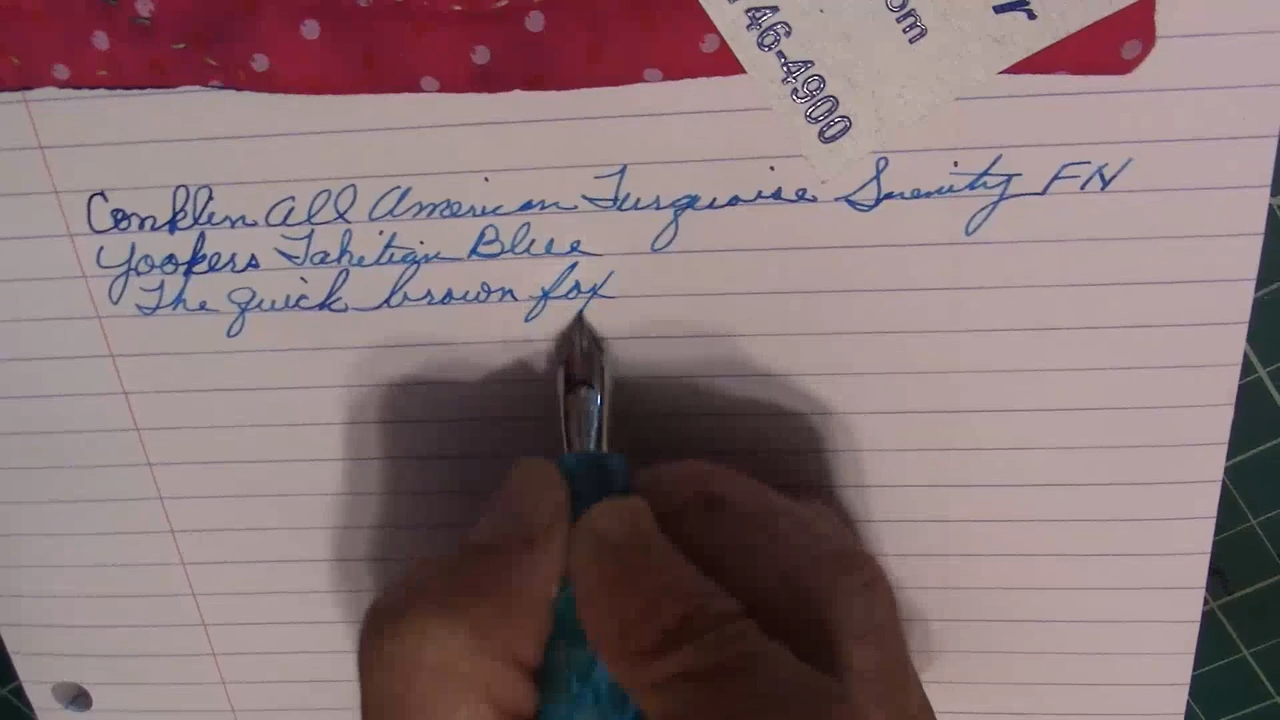 r
om
46-4900
Conklin All American Turquoise Serenity FN
Yookers Tahitian Blue
The quick brown fox